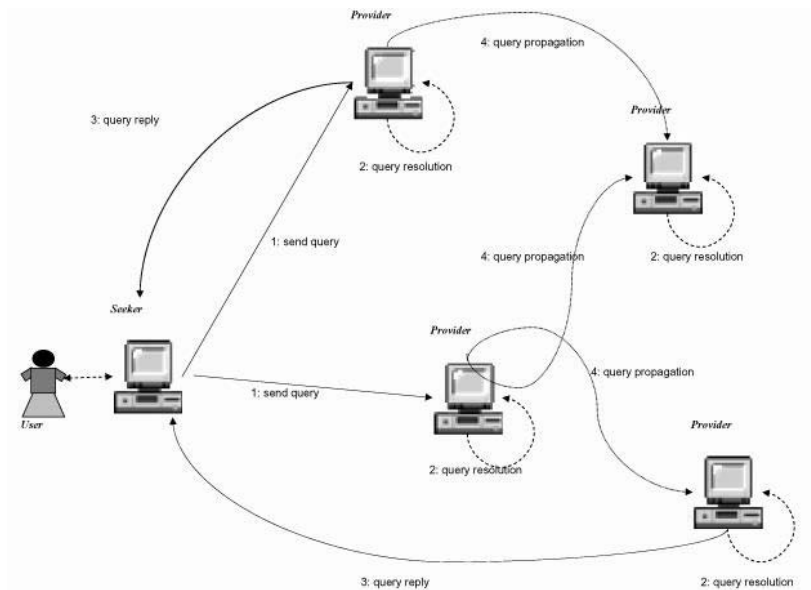 Provider
4: query propagation
Provider
3: query reply
2: query resolution
1: send query
4: query propagation
2: query resolution
Seeker
Provider
4: query propagation
1: send query
User
Provider
2: query resolution
3: query reply
2: query resolution